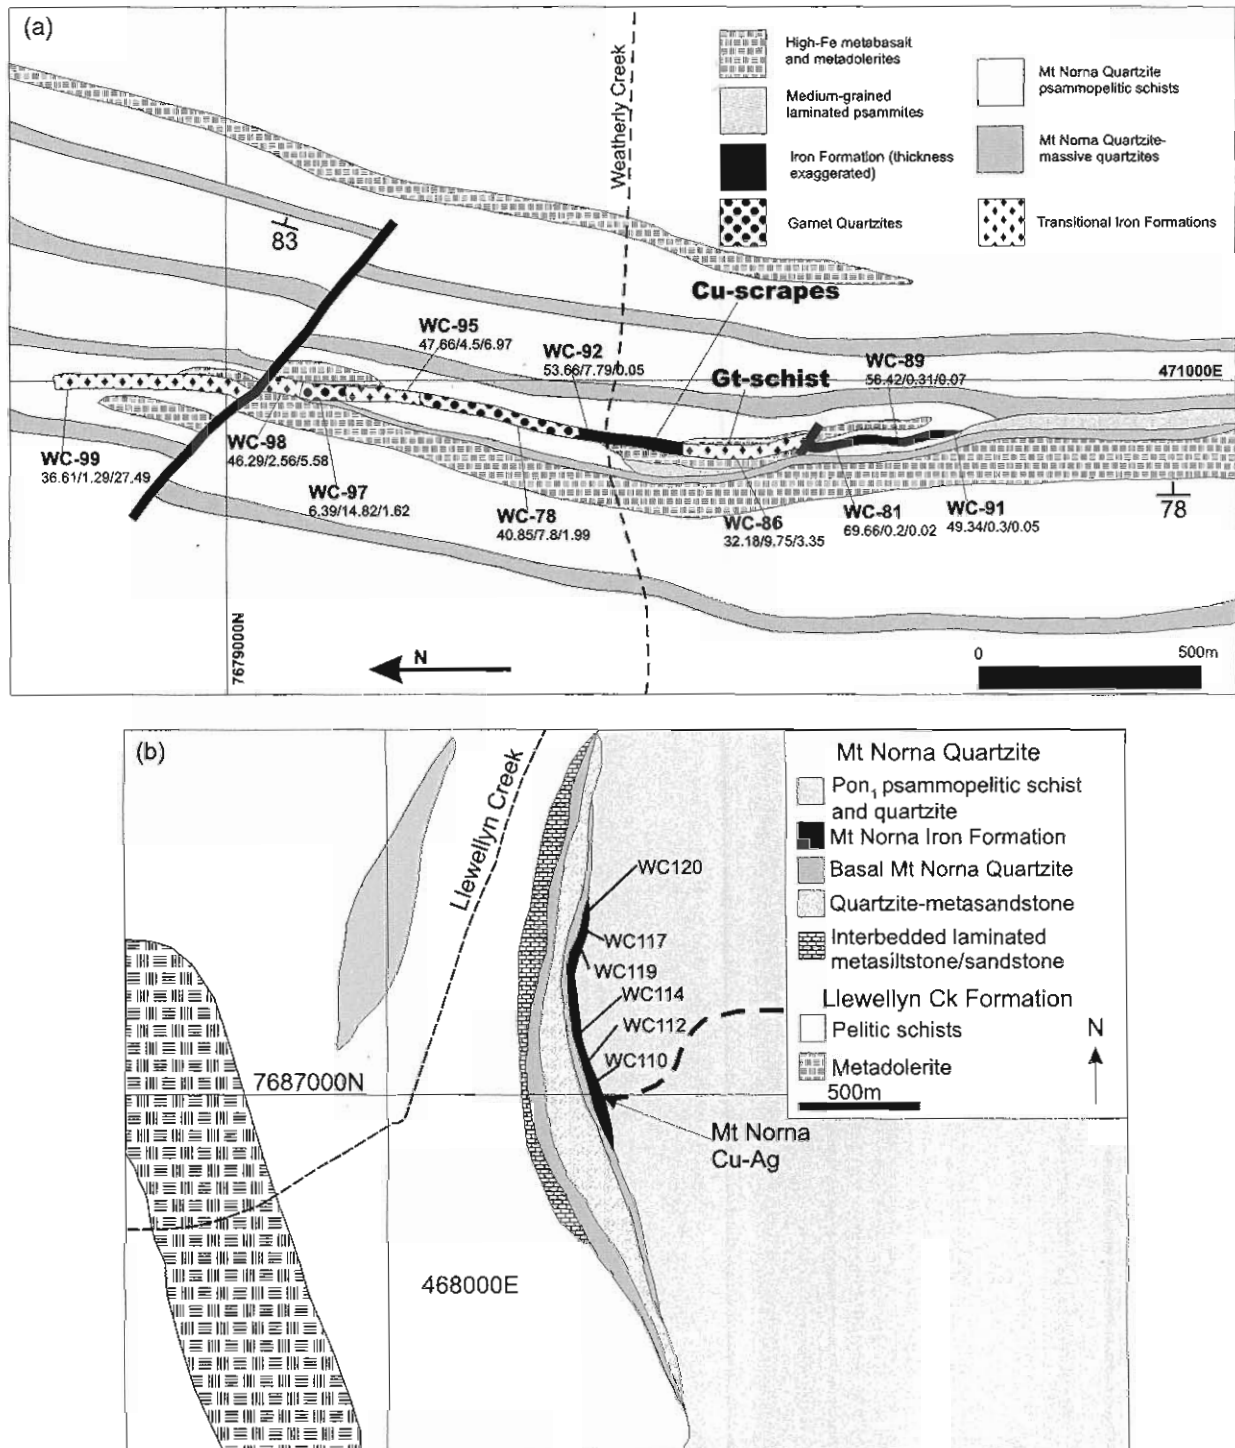 (a)
High-Fe metabasalt
and metadolerites
Medium-grained
laminated psammites
Iron Formation (thickness
exaggerated)
Garnet Quartzites
Mt Norna Quartzite
psammopelitic schists
Mt Norna Quartzite-
massive quartzites
Transitional Iron Formations
Weatherly Creek
83
Cu-scrapes
WC-95
47.66/4.5/6.97
WC-92
53.66/7.79/0.05
Gt-schist
WC-89
56.42/0.31/0.07
471000E
WC-99
36.61/1.29/27.49
WC-98
46.29/2.56/5.58
WC-97
6.39/14.82/1.62
WC-78
40.85/7.8/1.99
WC-86
32.18/9.75/3.35
WC-81
69.66/0.2/0.02
WC-91
49.34/0.3/0.05
78
7679000N
N
0 500m
(b)
Llewellyn Creek
WC120
WC117
WC119
WC114
WC112
WC110
7687000N
Mt Norna
Cu-Ag
468000E
Mt Norna Quartzite
Pon1 psammopelitic schist
and quartzite
Mt Norna Iron Formation
Basal Mt Norna Quartzite
Quartzite-metasandstone
Interbedded laminated
metasiltstone/sandstone
Llewellyn Ck Formation
Pelitic schists
Metadolerite
N
500m